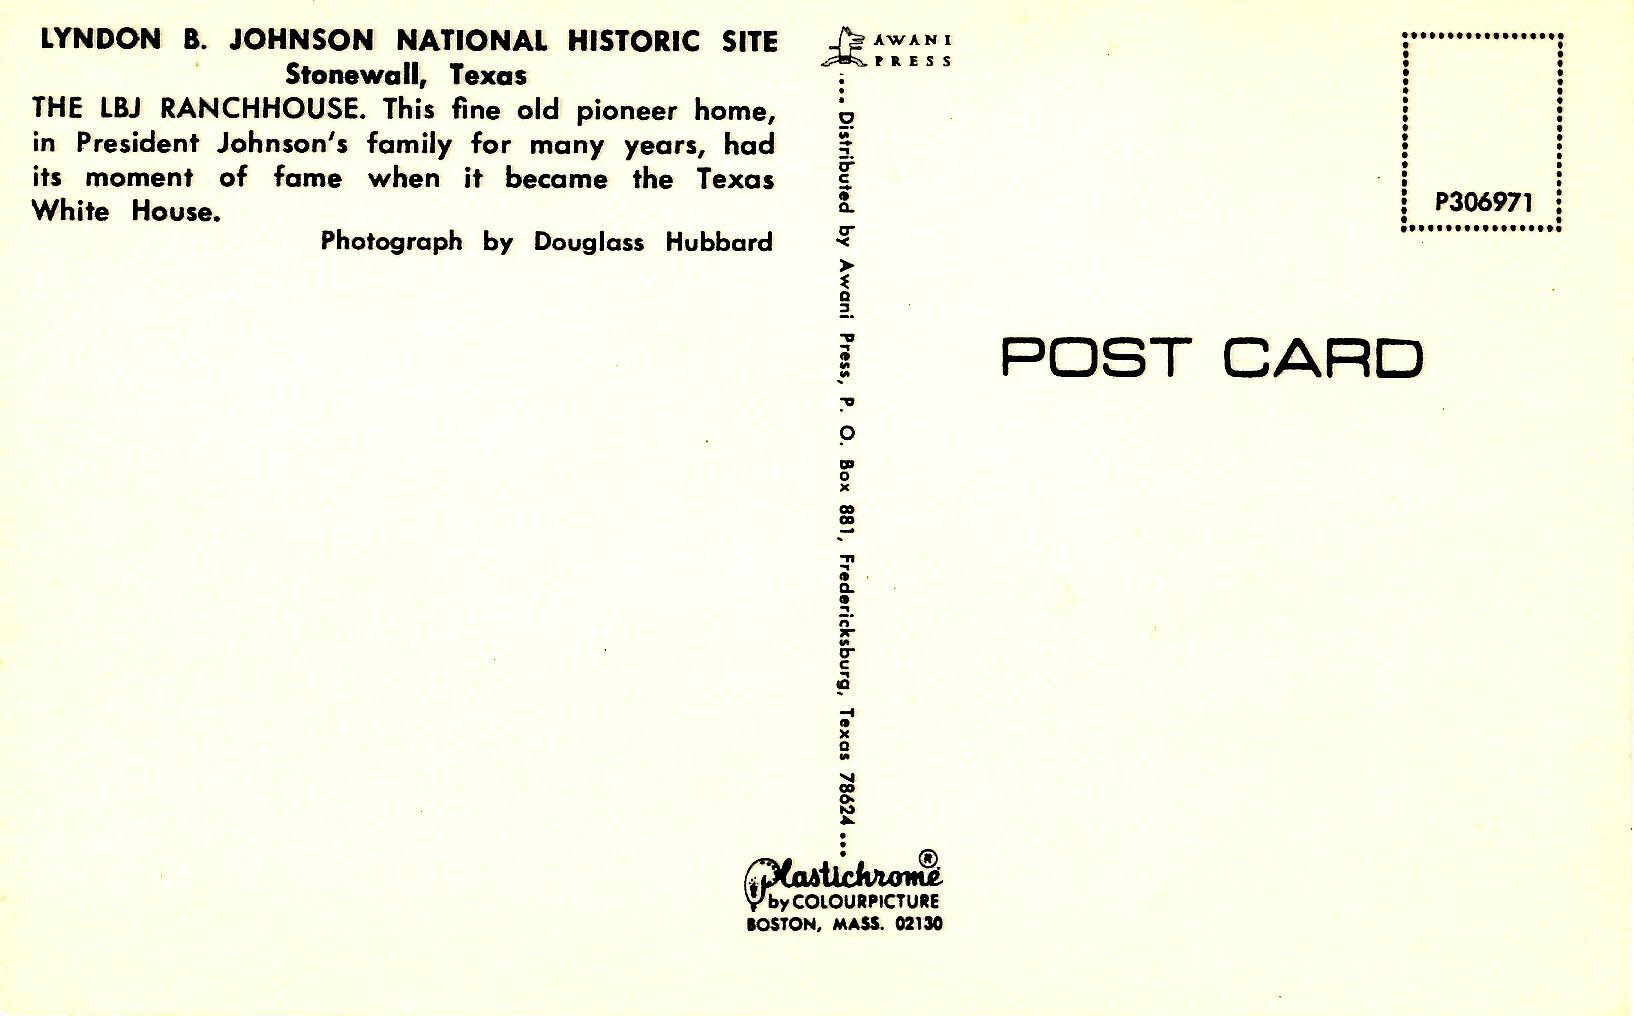 LYNDON B. JOHNSON NATIONAL HISTORIC SITE
Stonewall, Texas
THE LBJ RANCHHOUSE. This fine old pioneer home,
in President Johnson's family for many years, had
its moment of fame when it became the Texas
White House.
Photograph by Douglass Hubbard
AWANI
PRESS
....Distributed by Awani Press, P. O. Box 881, Fredericksburg, Texas 78624....
P306971
POST CARD
Plastichrome®
by COLOURPICTURE
BOSTON, MASS. 02130